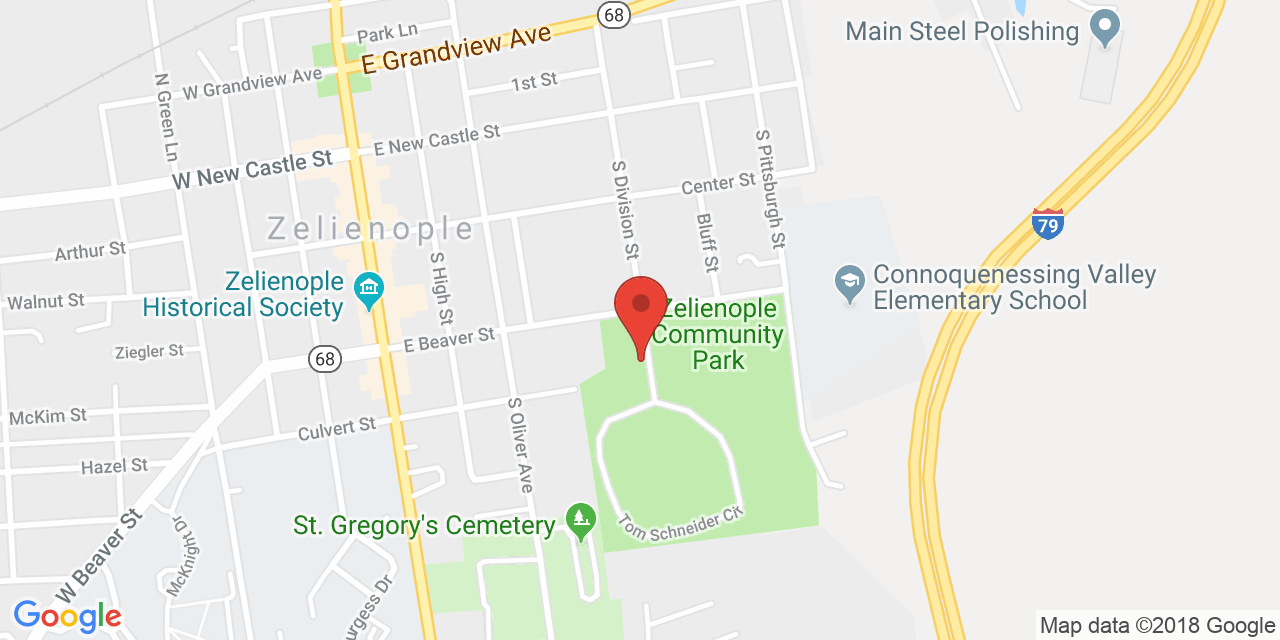 68
Park Ln
E Grandview Ave
Main Steel Polishing
W Grandview Ave
1st St
N Green Ln
E New Castle St
W New Castle St
S Pittsburgh St
S Division St
Center St
Zelienople
Arthur St
Bluff St
79
S High St
Zelienople
Historical Society
Connoquenessing Valley
Elementary School
Walnut St
Zelienople
Community
Park
E Beaver St
Ziegler St
68
McKim St
Culvert St
S Oliver Ave
Hazel St
St. Gregory's Cemetery
Tom Schneider Cir
W Beaver St
McKnight Dr
urgess Dr
Google
Map data ©2018 Google